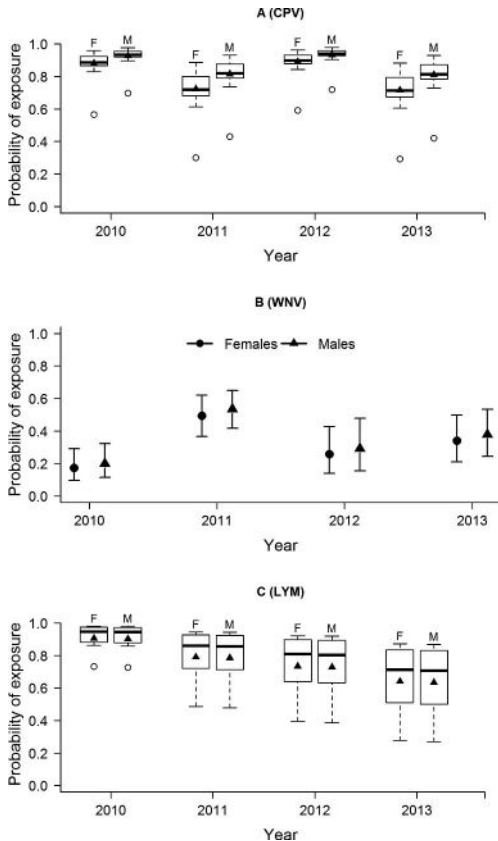 A (CPV)
Probability of exposure
1.0
0.8
0.6
0.4
0.2
0.0
F M F M F M F M
2010 2011 2012 2013
Year
B (WNV)
Probability of exposure
1.0
0.8
0.6
0.4
0.2
0.0
Females Males
2010 2011 2012 2013
Year
C (LYM)
Probability of exposure
1.0
0.8
0.6
0.4
0.2
0.0
F M F M F M F M
2010 2011 2012 2013
Year